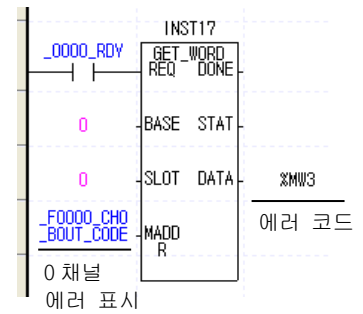 INST17
_0000_RDY
GET_WORD
REQ DONE
0
BASE STAT
0
SLOT DATA
%MW3
_F0000_CH0
_BOUT_CODE
MADD
R
에러 코드
0 채널
에러 표시